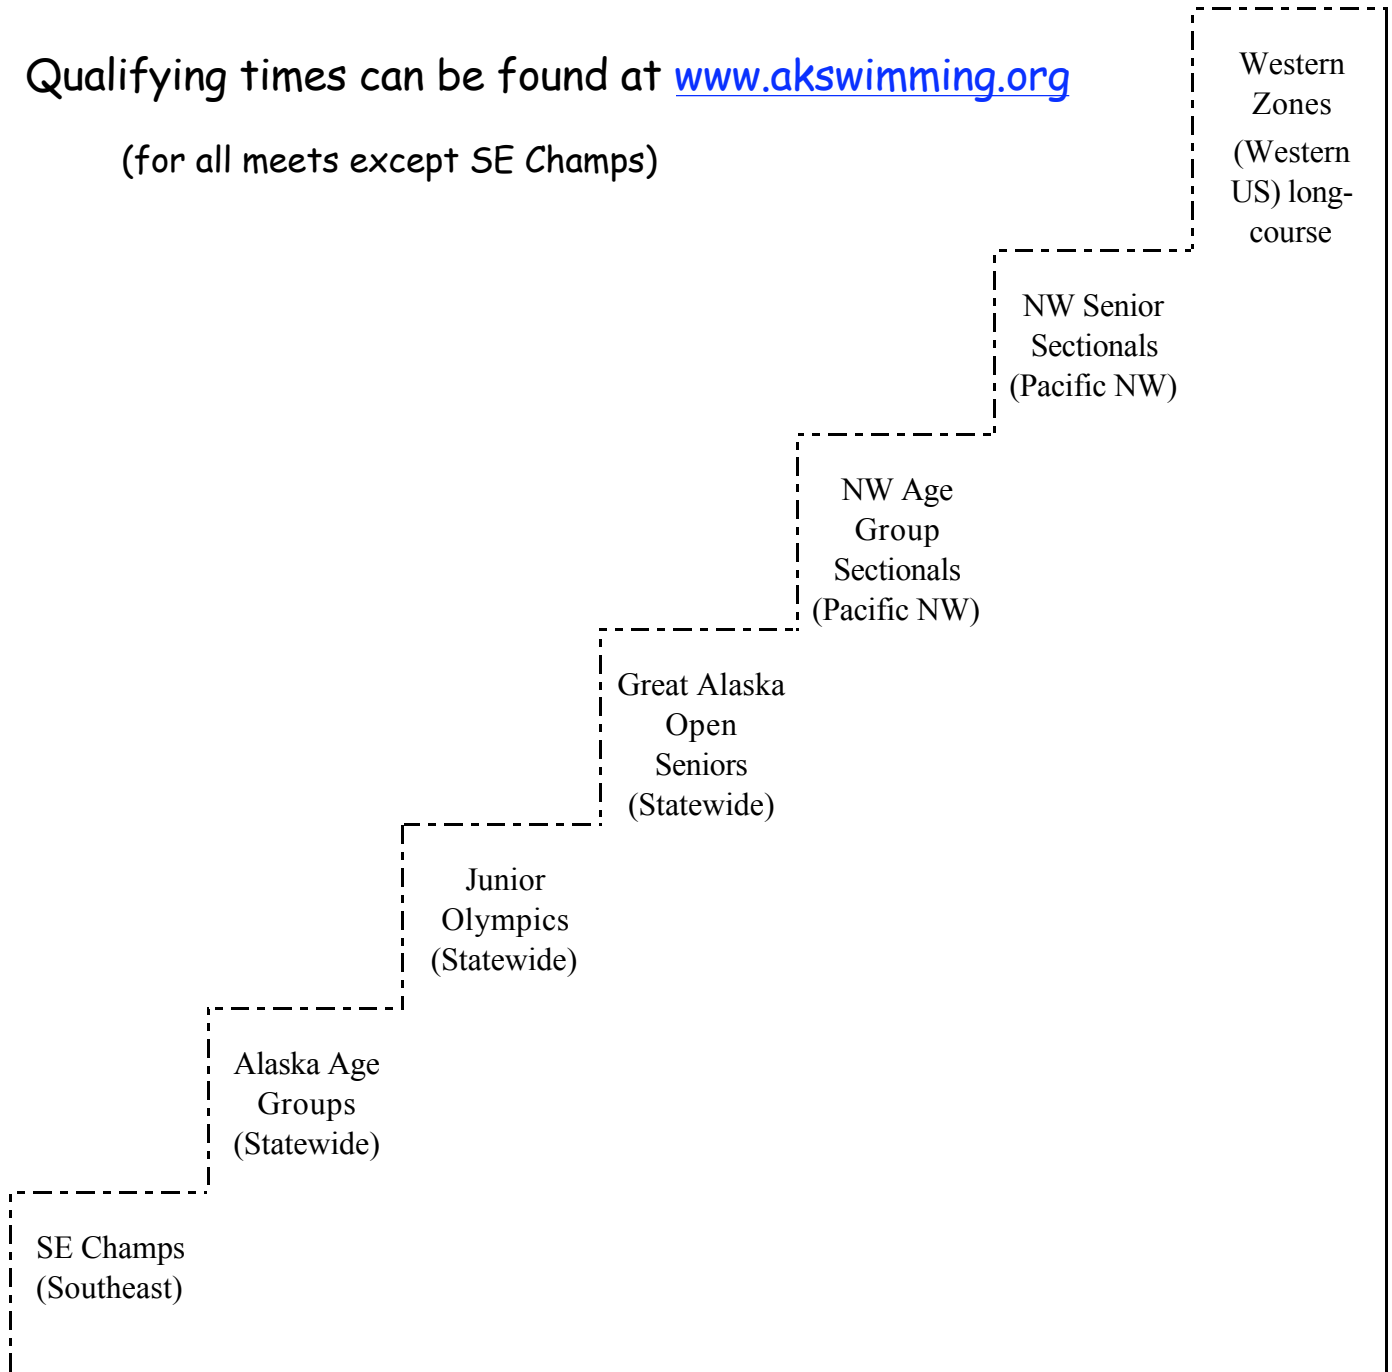 Qualifying times can be found at www.akswimming.org
(for all meets except SE Champs)
Western
Zones
(Western
US) long-
course
NW Senior
Sectionals
(Pacific NW)
NW Age
Group
Sectionals
(Pacific NW)
Great Alaska
Open
Seniors
(Statewide)
Junior
Olympics
(Statewide)
Alaska Age
Groups
(Statewide)
SE Champs
(Southeast)